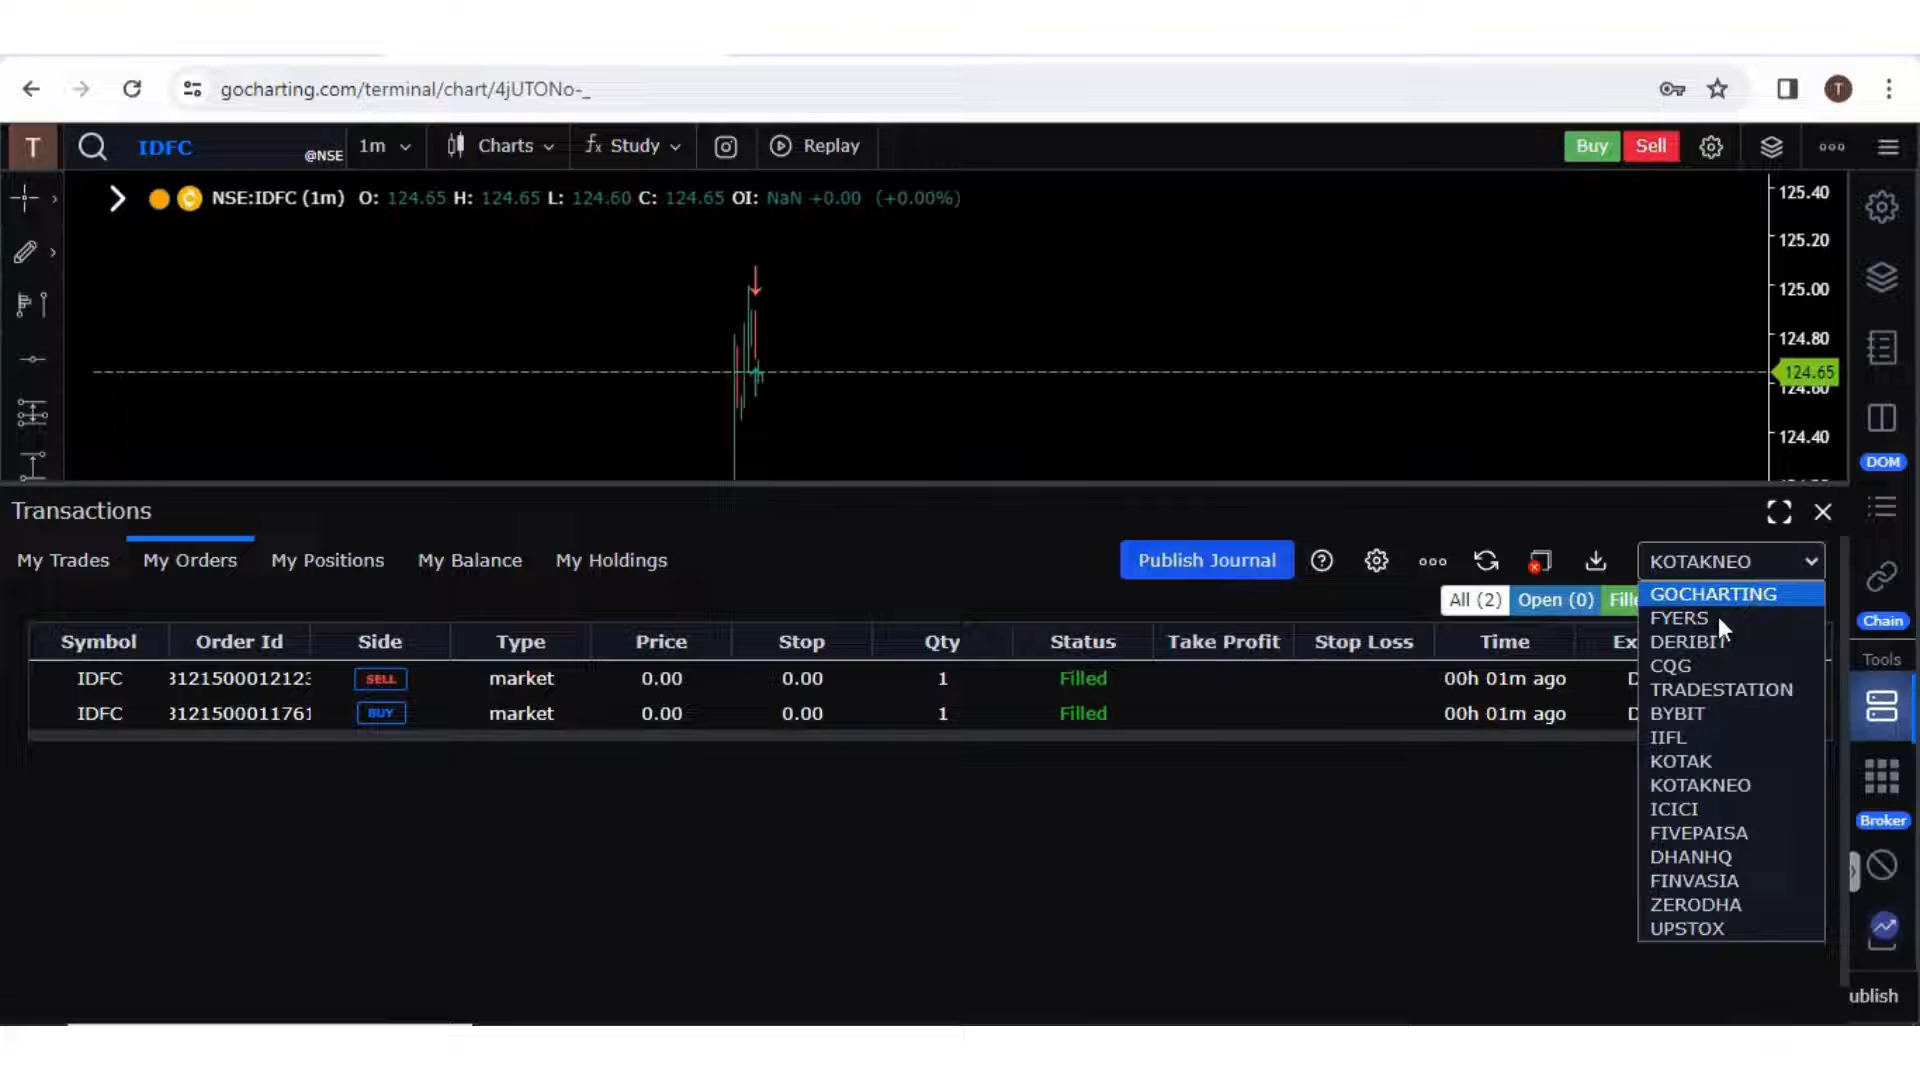 gocharting.com/terminal/chart/4jUTONo-_
T
T
IDFC
@NSE
1m
Charts
fx Study
Replay
Buy
Sell
NSE:IDFC (1m) O: 124.65 H: 124.65 L: 124.60 C: 124.65 OI: NaN +0.00 (+0.00%)
125.40
125.20
125.00
124.80
124.65
124.60
124.40
DOM
Transactions
My Trades
My Orders
My Positions
My Balance
My Holdings
Publish Journal
KOTAKNEO
All (2)
Open (0)
GOCHARTING
FYERS
DERIBIT
CQG
TRADESTATION
BYBIT
IIFL
KOTAK
KOTAKNEO
ICICI
FIVEPAISA
DHANHQ
FINVASIA
ZERODHA
UPSTOX
Symbol Order Id Side Type Price Stop Qty Status Take Profit Stop Loss Time
IDFC 3121500012123 SELL market 0.00 0.00 1 Filled 00h 01m ago
IDFC 3121500011761 BUY market 0.00 0.00 1 Filled 00h 01m ago
Chain
Tools
Broker
ublish